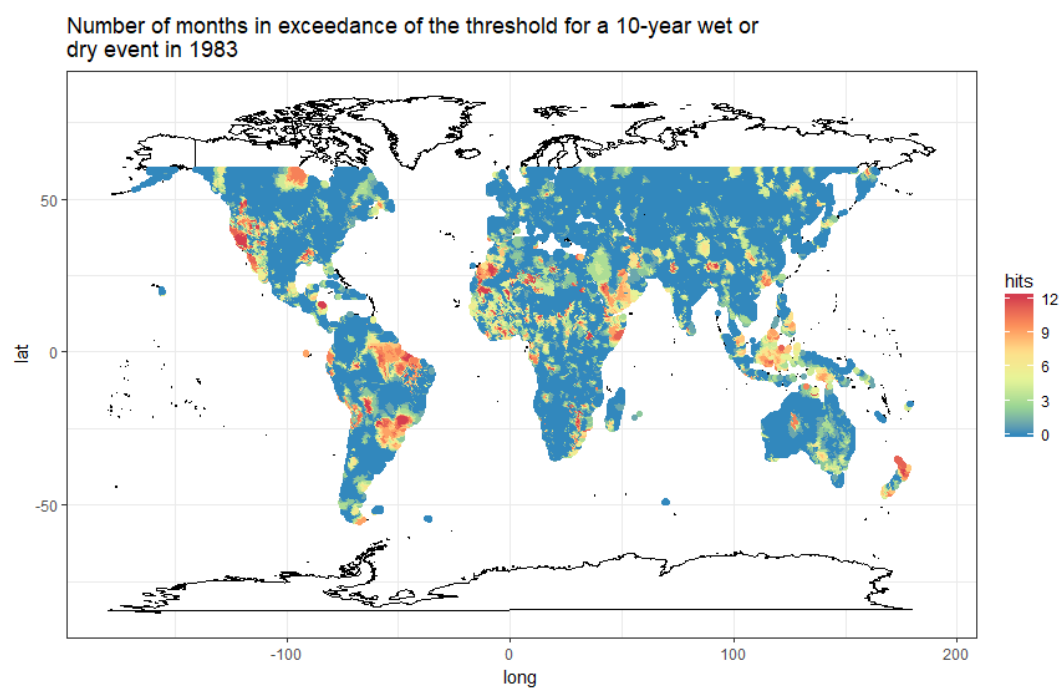 Number of months in exceedance of the threshold for a 10-year wet or
dry event in 1983
50
0
-50
lat
-100
0
100
200
long
hits
12
9
6
3
0